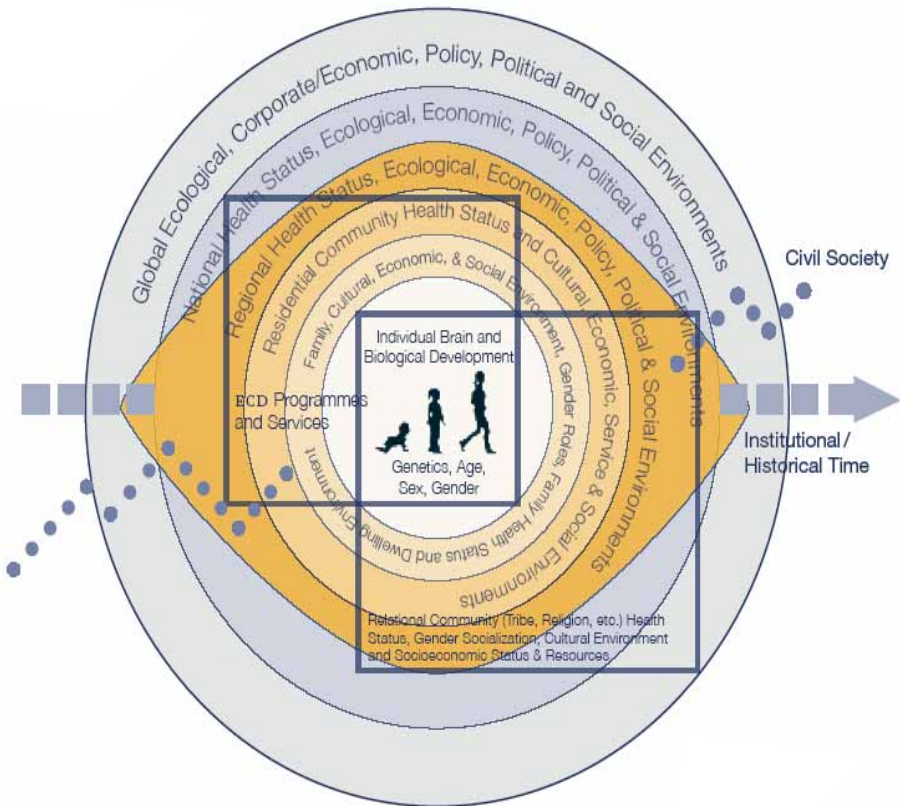 Global Ecological, Corporate/Economic, Policy, Political and Social Environments
National Health Status, Ecological, Economic, Policy, Political & Social Environments
Regional Health Status, Ecological, Economic, Policy, Political & Social Environments
Residential Community Health Status and Cultural, Economic, Service & Social Environments
Family, Cultural, Economic, & Social Environment, Gender Roles, Family Health Status and Dwelling Environment
Civil Society
Individual Brain and
Biological Development
ECD Programmes
and Services
Genetics, Age,
Sex, Gender
Institutional /
Historical Time
Relational Community (Tribe, Religion, etc.) Health
Status, Gender Socialization, Cultural Environment
and Socioeconomic Status & Resources